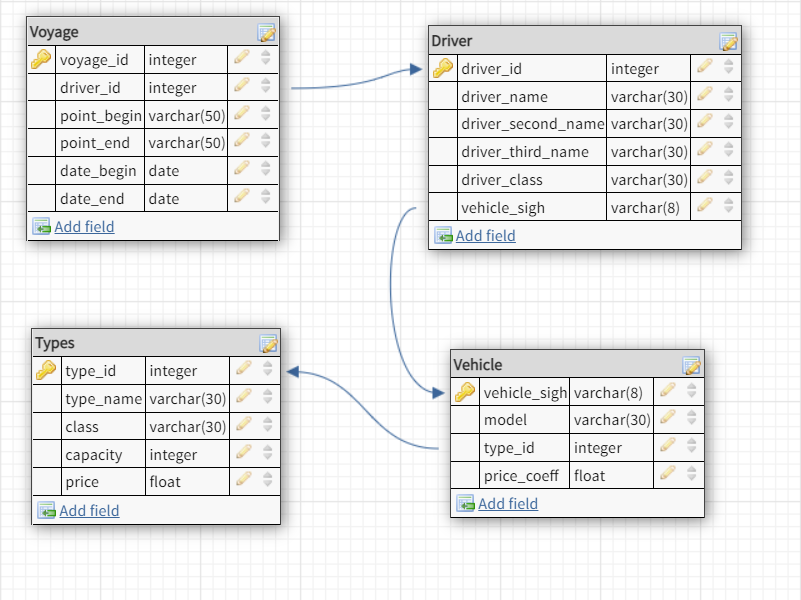 Voyage
voyage_id integer
driver_id integer
point_begin varchar(50)
point_end varchar(50)
date_begin date
date_end date
Add field
Driver
driver_id integer
driver_name varchar(30)
driver_second_name varchar(30)
driver_third_name varchar(30)
driver_class varchar(30)
vehicle_sigh varchar(8)
Add field
Types
type_id integer
type_name varchar(30)
class varchar(30)
capacity integer
price float
Add field
Vehicle
vehicle_sigh varchar(8)
model varchar(30)
type_id integer
price_coeff float
Add field